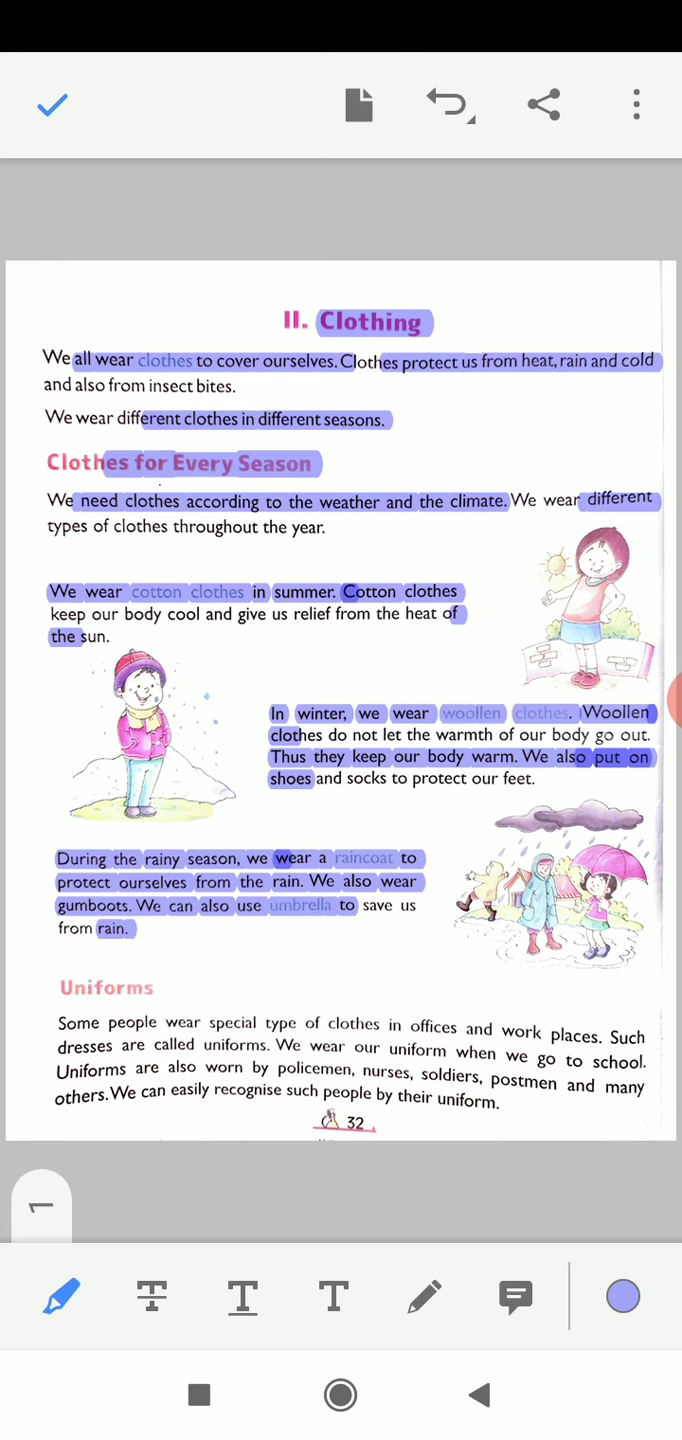 II. Clothing
We all wear clothes to cover ourselves. Clothes protect us from heat, rain and cold
and also from insect bites.
We wear different clothes in different seasons.
Clothes for Every Season
We need clothes according to the weather and the climate. We wear different
types of clothes throughout the year.
We wear cotton clothes in summer. Cotton clothes
keep our body cool and give us relief from the heat of
the sun.
In winter, we wear woollen clothes. Woollen
clothes do not let the warmth of our body go out.
Thus they keep our body warm. We also put on
shoes and socks to protect our feet.
During the rainy season, we wear a raincoat to
protect ourselves from the rain. We also wear
gumboots. We can also use umbrella to save us
from rain.
Uniforms
Some people wear special type of clothes in offices and work places. Such
dresses are called uniforms. We wear our uniform when we go to school.
Uniforms are also worn by policemen, nurses, soldiers, postmen and many
others. We can easily recognise such people by their uniform.
32
1
T
T
T